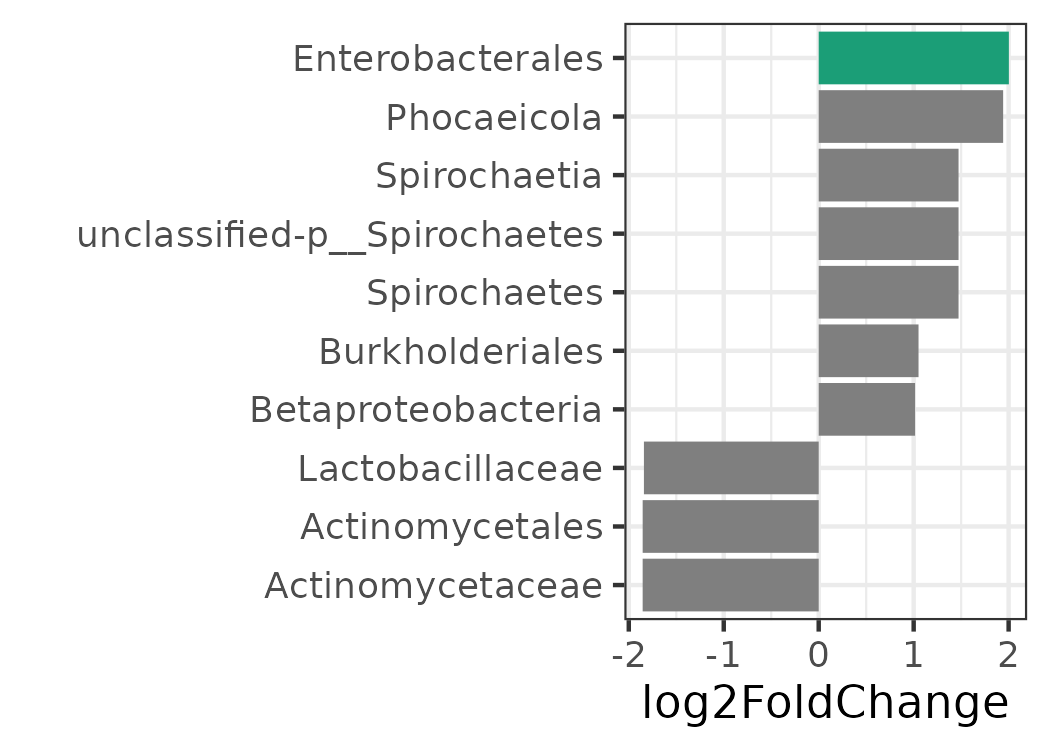 Enterobacterales
Phocaeicola
Spirochaetia
unclassified-p__Spirochaetes
Spirochaetes
Burkholderiales
Betaproteobacteria
Lactobacillaceae
Actinomycetales
Actinomycetaceae
-2 -1 0 1 2
log2FoldChange